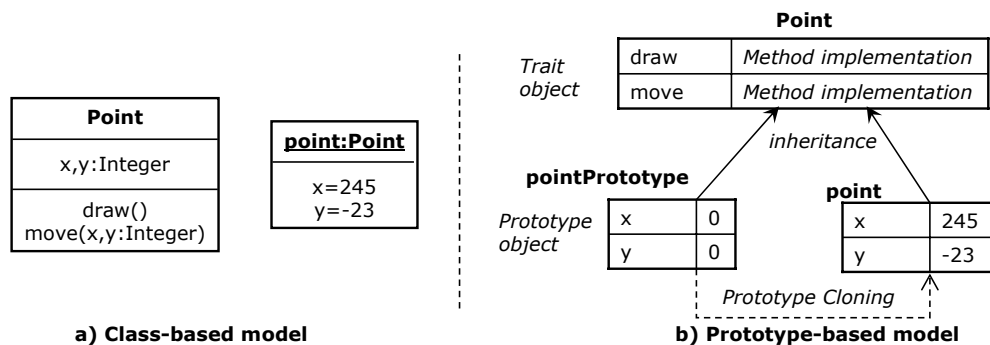 Point
x,y:Integer
draw()
move(x,y:Integer)
point:Point
x=245
y=-23
a) Class-based model
Point
Trait
object
draw Method implementation
move Method implementation
inheritance
pointPrototype
Prototype
object
x 0
y 0
point
x 245
y -23
Prototype Cloning
b) Prototype-based model